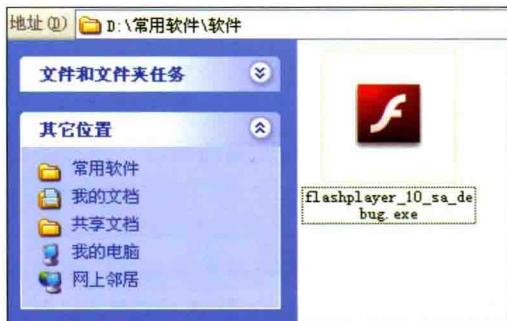 地址(D) D:\常用软件\软件
文件和文件夹任务
其它位置
常用软件
我的文档
共享文档
我的电脑
网上邻居
flashplayer_10_sa_de
bug.exe